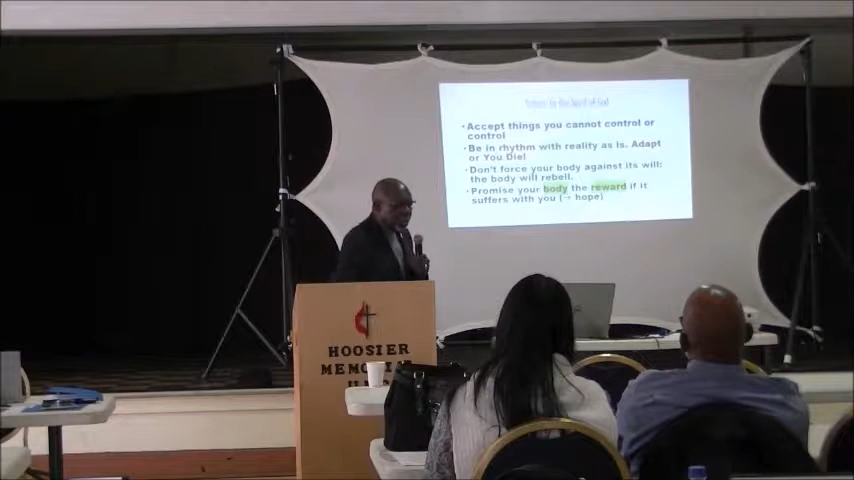 • Accept things you cannot control or
control
• Be in rhythm with reality as is. Adapt
or You Die!
• Don't force your body against its will:
the body will rebell.
• Promise your body the reward if it
suffers with you (→ hope)
HOOSIER